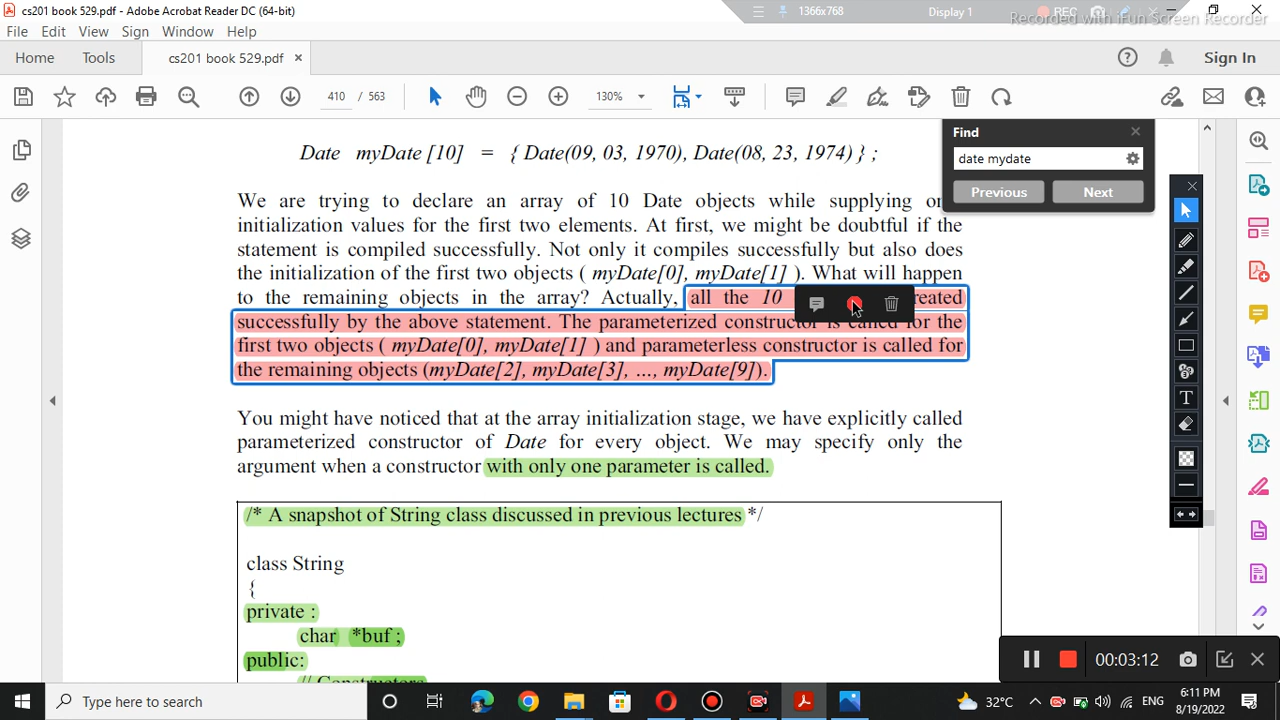 cs201 book 529.pdf - Adobe Acrobat Reader DC (64-bit)
1366x768
Display 1
REC
Recorded with iFun Screen Recorder
File Edit View Sign Window Help
Home Tools cs201 book 529.pdf × Sign In
410 / 563 130%
Find
date mydate
Previous Next
Date myDate [10] = { Date(09, 03, 1970), Date(08, 23, 1974) } ;
We are trying to declare an array of 10 Date objects while supplying
initialization values for the first two elements. At first, we might be doubtful if the
statement is compiled successfully. Not only it compiles successfully but also does
the initialization of the first two objects ( myDate[0], myDate[1] ). What will happen
to the remaining objects in the array? Actually, all the 10
successfully by the above statement. The parameterized constructor is called for the
first two objects ( myDate[0], myDate[1] ) and parameterless constructor is called for
the remaining objects (myDate[2], myDate[3], ..., myDate[9]).
You might have noticed that at the array initialization stage, we have explicitly called
parameterized constructor of Date for every object. We may specify only the
argument when a constructor with only one parameter is called.
/* A snapshot of String class discussed in previous lectures */
class String
{
private :
char *buf ;
public:
// Constructors
00:03:12
Type here to search
32°C
ENG
6:11 PM
8/19/2022